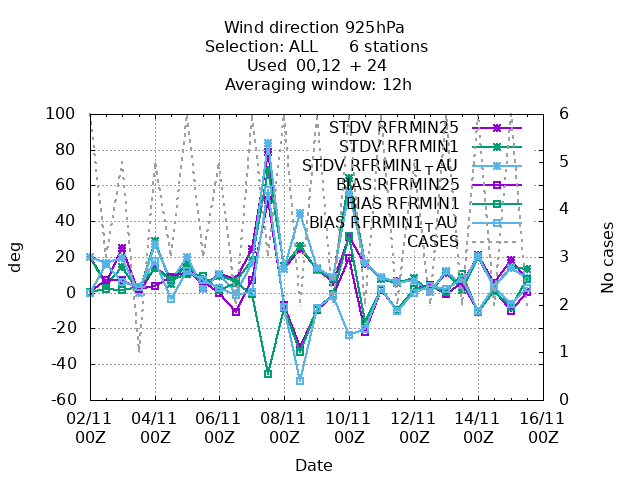 Wind direction 925hPa
Selection: ALL 6 stations
Used 00,12 + 24
Averaging window: 12h
STDV RFRMIN25
STDV RFRMIN1
STDV RFRMIN1_T_AU
BIAS RFRMIN25
BIAS RFRMIN1
BIAS RFRMIN1_T_AU
CASES
100
80
60
40
20
0
-20
-40
-60
deg
6
5
4
3
2
1
0
No cases
02/11 04/11 06/11 08/11 10/11 12/11 14/11 16/11
00Z 00Z 00Z 00Z 00Z 00Z 00Z 00Z
Date